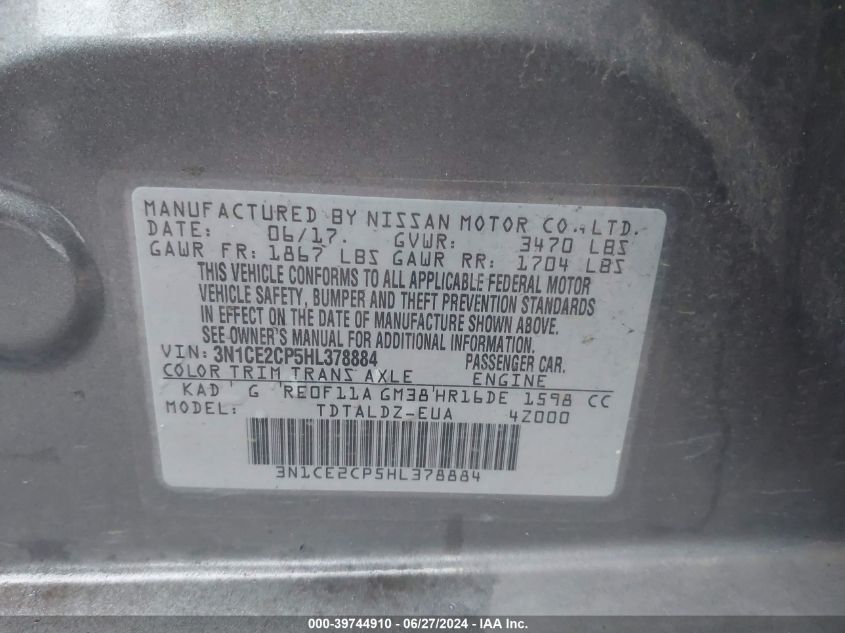 MANUFACTURED BY NISSAN MOTOR CO., LTD.
DATE: 06/17. GVWR: 3470 LBS
GAWR FR: 1867 LBS GAWR RR: 1704 LBS
THIS VEHICLE CONFORMS TO ALL APPLICABLE FEDERAL MOTOR
VEHICLE SAFETY, BUMPER AND THEFT PREVENTION STANDARDS
IN EFFECT ON THE DATE OF MANUFACTURE SHOWN ABOVE.
SEE OWNER'S MANUAL FOR ADDITIONAL INFORMATION.
VIN: 3N1CE2CP5HL378884 PASSENGER CAR.
COLOR TRIM TRANS AXLE ENGINE
KAD G RE0F11A GM38 HR16DE 1598 CC
MODEL: TDTALDZ-EUA 4Z000
3N1CE2CP5HL378884
000-39744910 - 06/27/2024 - IAA Inc.